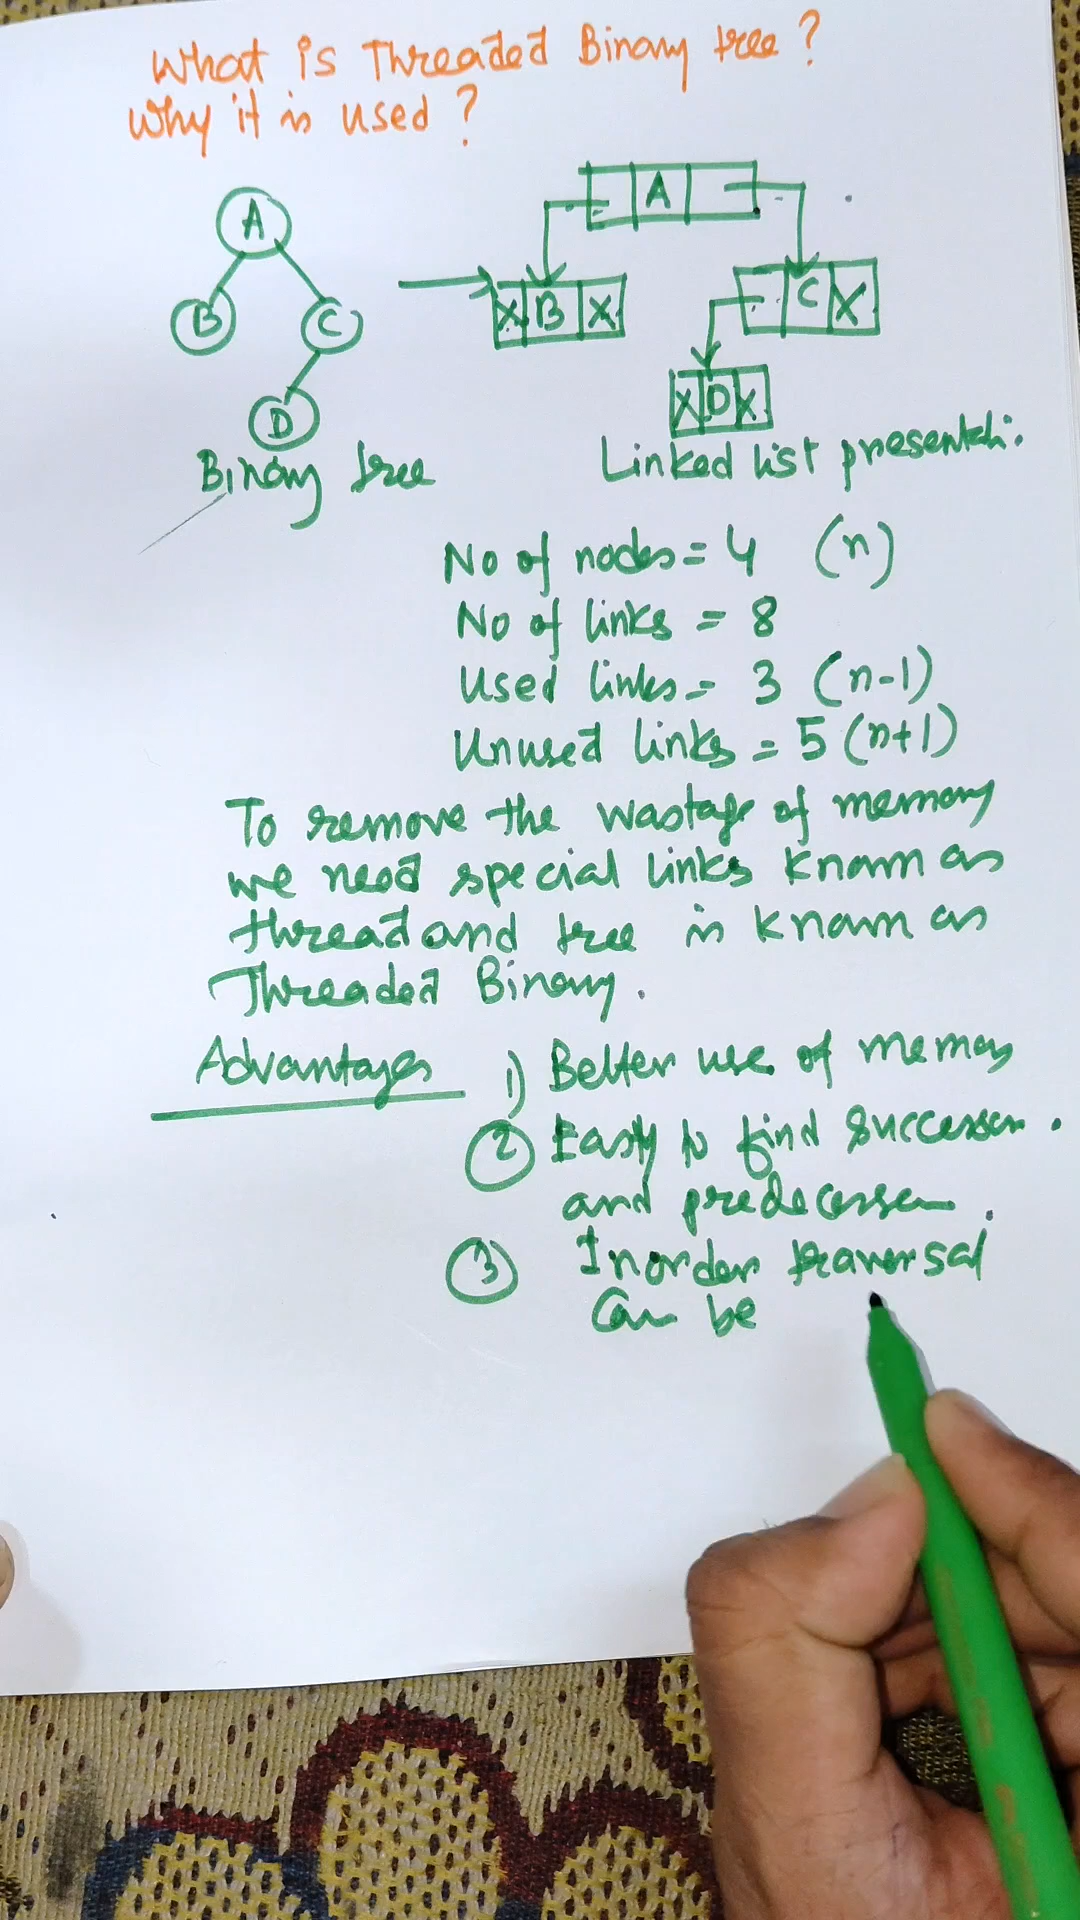 What is Threaded Binary tree?
Why it is used?
A
B
C
D
Binary tree
A
X B X
C X
X D X
Linked list presentati.
No of nodes = 4 (n)
No of links = 8
Used links = 3 (n-1)
Unused links = 5 (n+1)
To remove the wastage of memory
we need special links known as
thread and tree is known as
Threaded Binary.
Advantages 1) Better use of memory
2 Easty to find successor.
and predecessor.
3 Inorder traversal
Can be